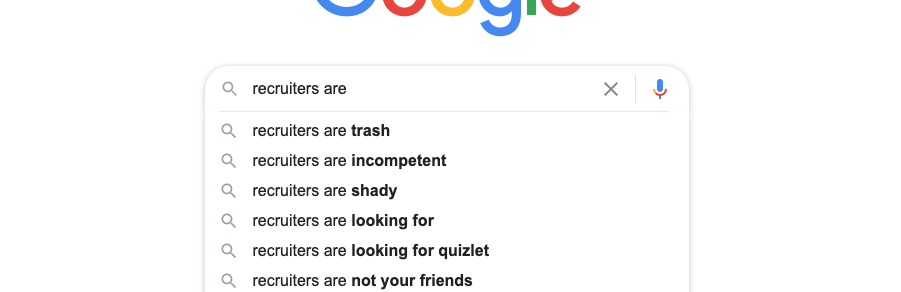 Google
recruiters are
recruiters are trash
recruiters are incompetent
recruiters are shady
recruiters are looking for
recruiters are looking for quizlet
recruiters are not your friends